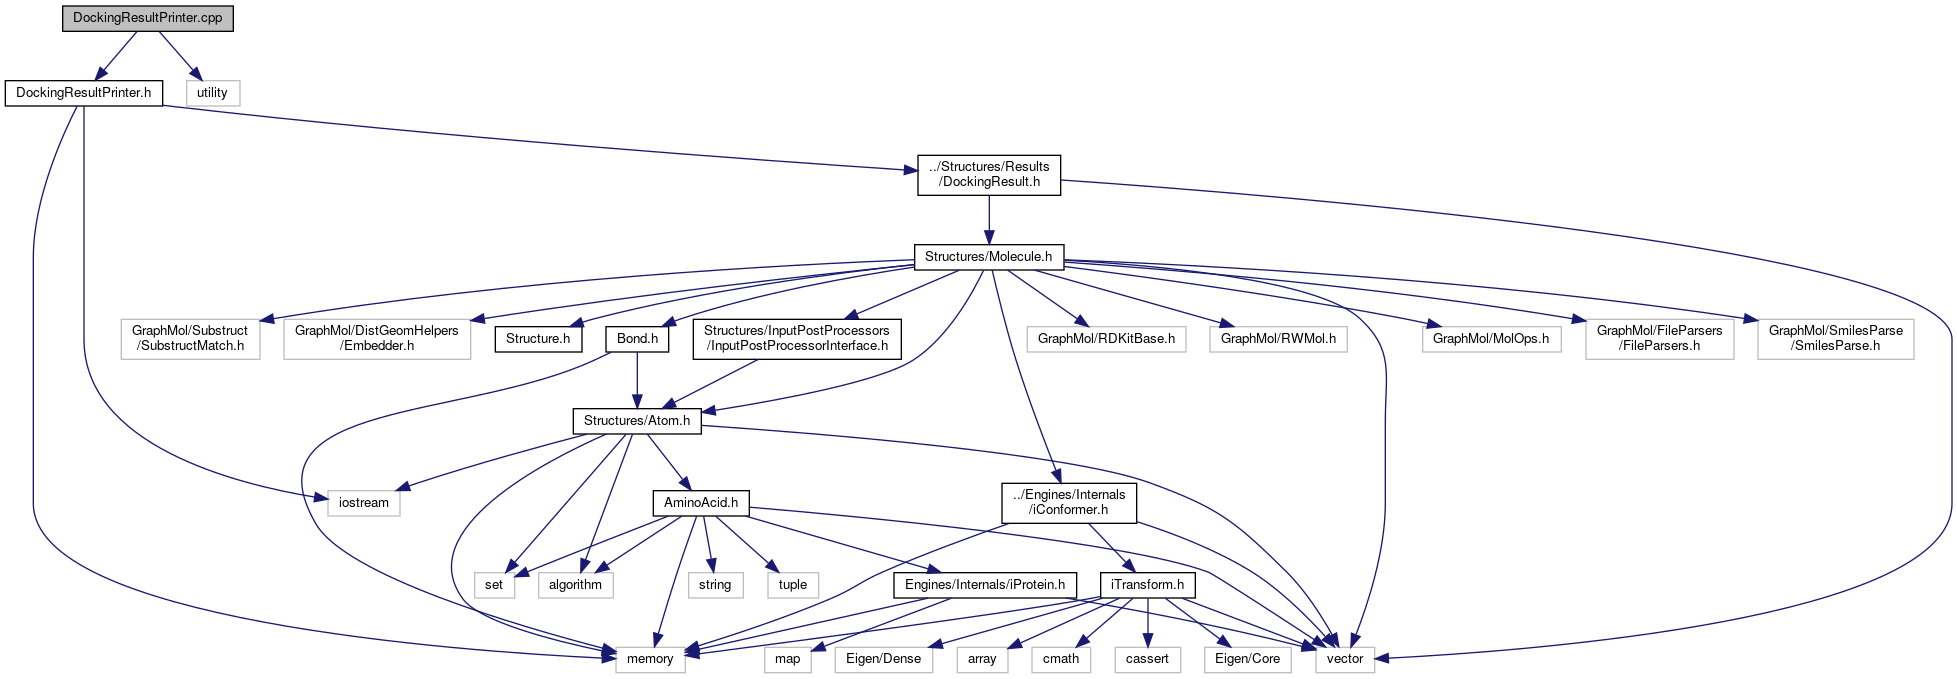 DockingResultPrinter.cpp
DockingResultPrinter.h
utility
../Structures/Results
/DockingResult.h
Structures/Molecule.h
GraphMol/Substruct
/SubstructMatch.h
GraphMol/DistGeomHelpers
/Embedder.h
Structure.h
Bond.h
Structures/InputPostProcessors
/InputPostProcessorInterface.h
GraphMol/RDKitBase.h
GraphMol/RWMol.h
GraphMol/MolOps.h
GraphMol/FileParsers
/FileParsers.h
GraphMol/SmilesParse
/SmilesParse.h
Structures/Atom.h
iostream
AminoAcid.h
../Engines/Internals
/iConformer.h
set
algorithm
string
tuple
Engines/Internals/iProtein.h
iTransform.h
memory
map
Eigen/Dense
array
cmath
cassert
Eigen/Core
vector